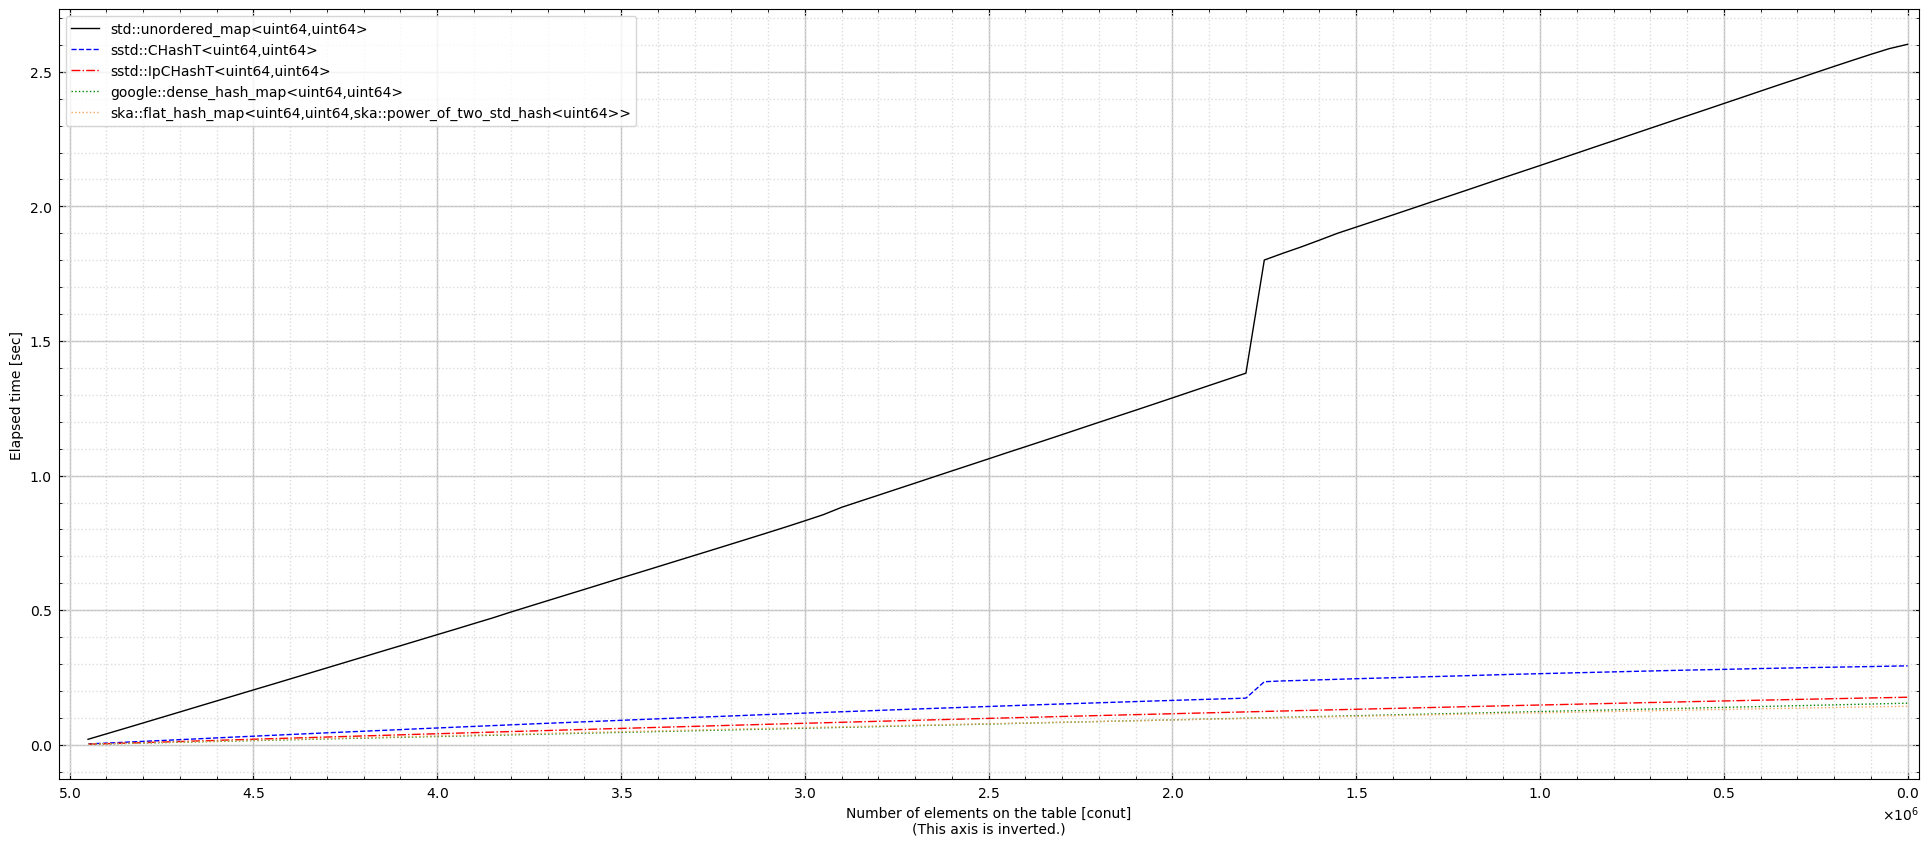 std::unordered_map<uint64,uint64>
sstd::CHashT<uint64,uint64>
sstd::IpCHashT<uint64,uint64>
google::dense_hash_map<uint64,uint64>
ska::flat_hash_map<uint64,uint64,ska::power_of_two_std_hash<uint64>>
Elapsed time [sec]
2.5
2.0
1.5
1.0
0.5
0.0
5.0 4.5 4.0 3.5 3.0 2.5 2.0 1.5 1.0 0.5 0.0
×10⁶
Number of elements on the table [conut]
(This axis is inverted.)